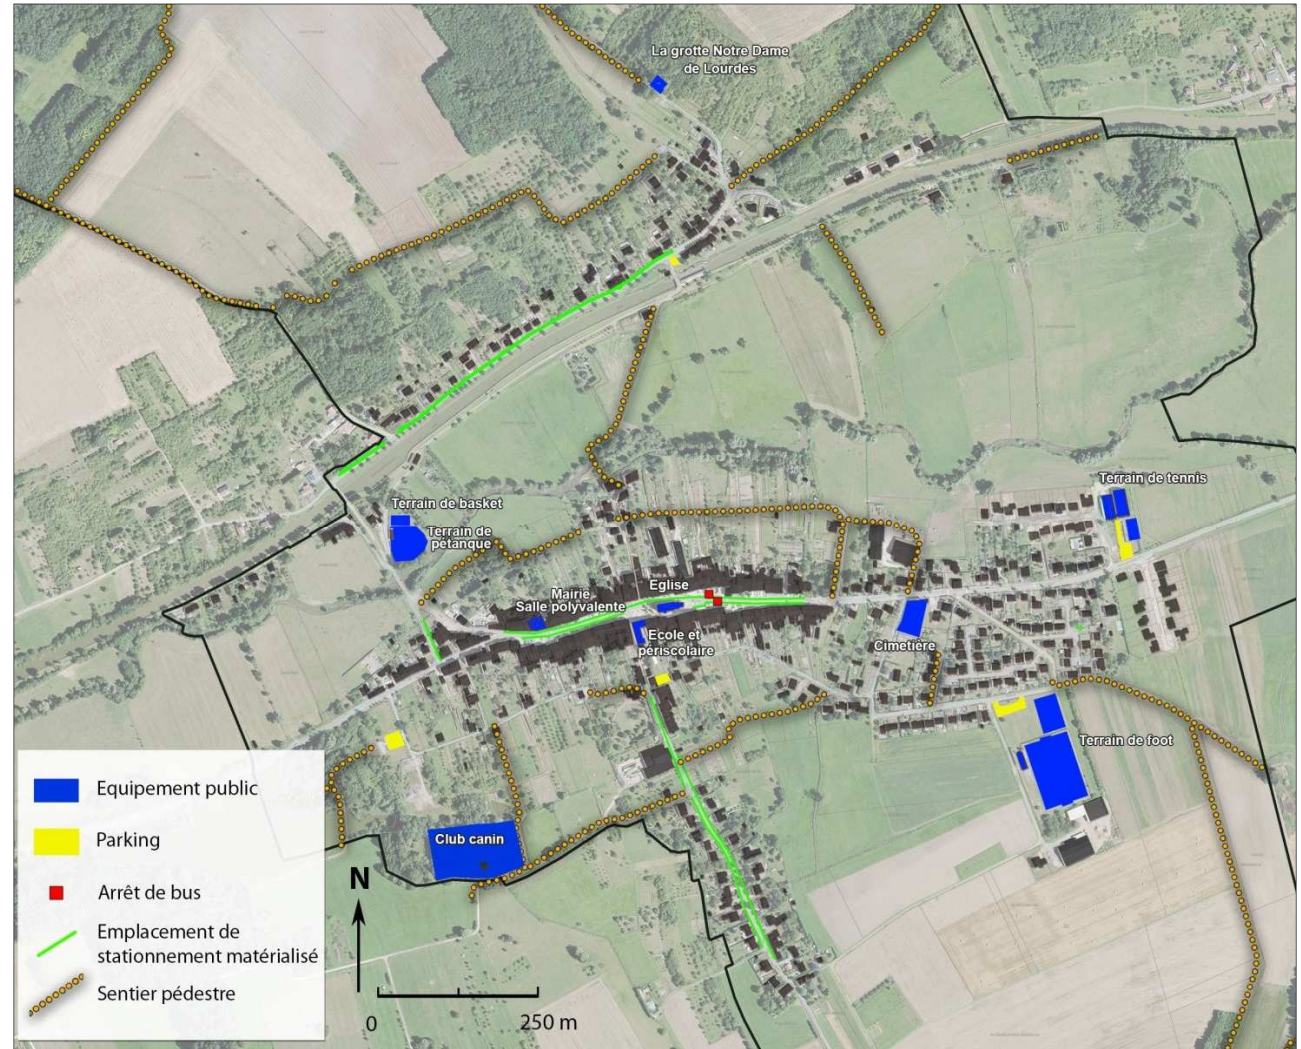 La grotte Notre Dame
de Lourdes
Terrain de basket
Terrain de
pétanque
Terrain de tennis
Mairie
Salle polyvalente
Eglise
Ecole et
périscolaire
Cimetière
Terrain de foot
Club canin
Equipement public
Parking
Arrêt de bus
Emplacement de
stationnement matérialisé
Sentier pédestre
N
0
250 m